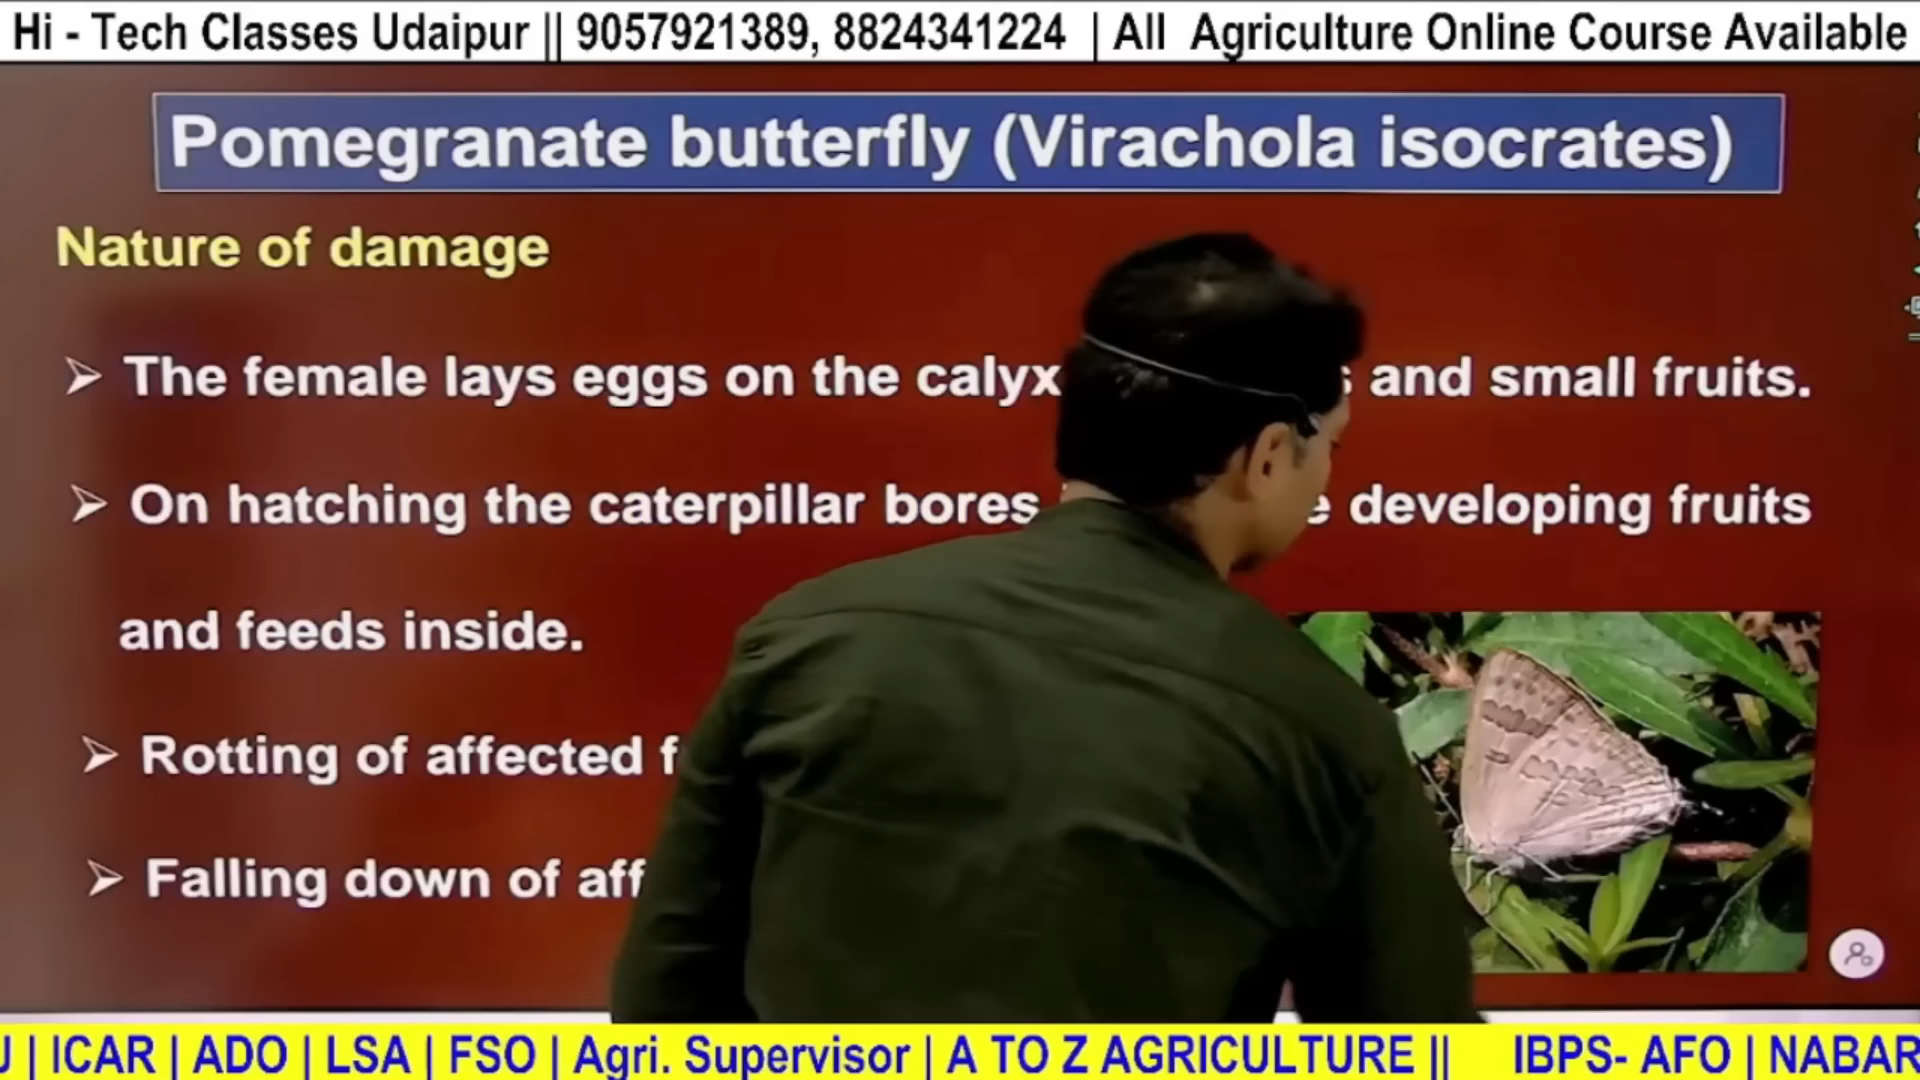 Hi - Tech Classes Udaipur || 9057921389, 8824341224 | All Agriculture Online Course Available
Pomegranate butterfly (Virachola isocrates)
Nature of damage
➢ The female lays eggs on the calyx and small fruits.
➢ On hatching the caterpillar bores developing fruits
and feeds inside.
➢ Rotting of affected
➢ Falling down of
| ICAR | ADO | LSA | FSO | Agri. Supervisor | A TO Z AGRICULTURE || IBPS- AFO |